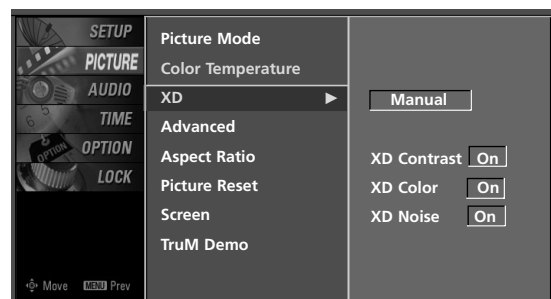 SETUP
PICTURE
AUDIO
TIME
OPTION
LOCK
Move MENU Prev
Picture Mode
Color Temperature
XD ▶
Advanced
Aspect Ratio
Picture Reset
Screen
TruM Demo
Manual
XD Contrast On
XD Color On
XD Noise On